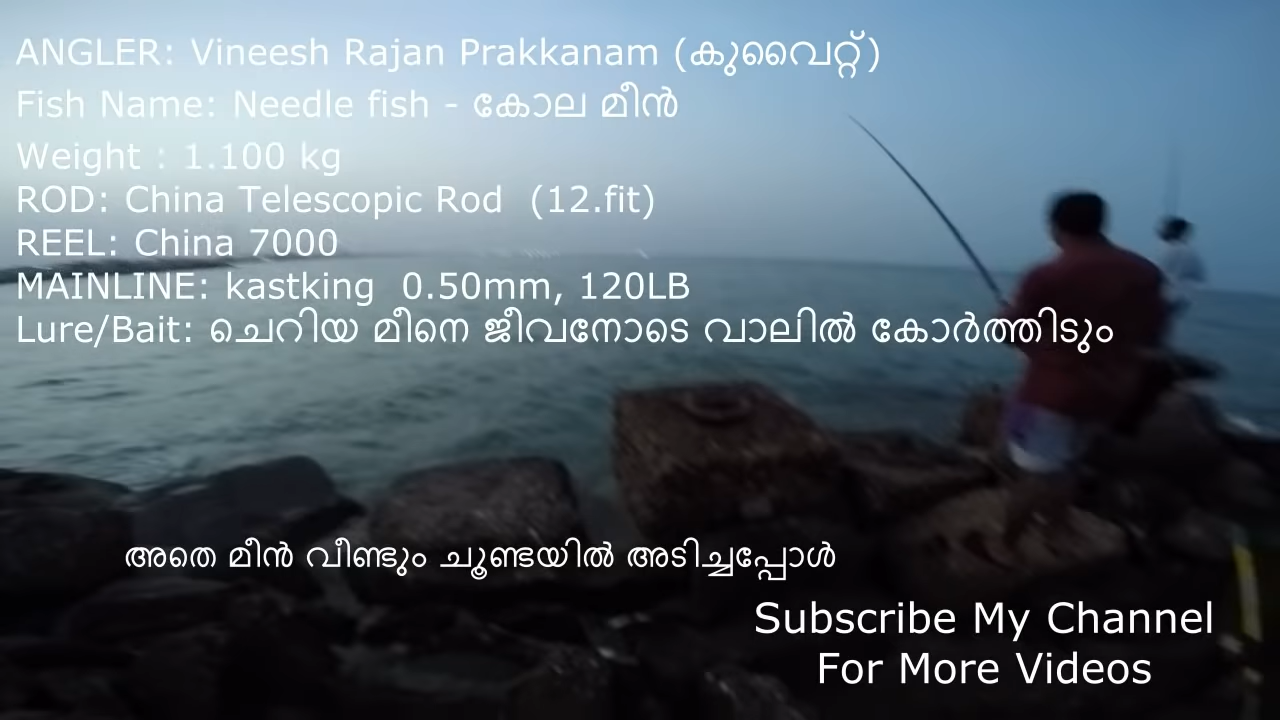 ANGLER: Vineesh Rajan Prakkanam (കുവൈറ്റ്)
Fish Name: Needle fish - കോല മീൻ
Weight : 1.100 kg
ROD: China Telescopic Rod (12.fit)
REEL: China 7000
MAINLINE: kastking 0.50mm, 120LB
Lure/Bait: ചെറിയ മീനെ ജീവനോടെ വാലിൽ കോർത്തിടും
അതെ മീൻ വീണ്ടും ചൂണ്ടയിൽ അടിച്ചപ്പോൾ
Subscribe My Channel
For More Videos